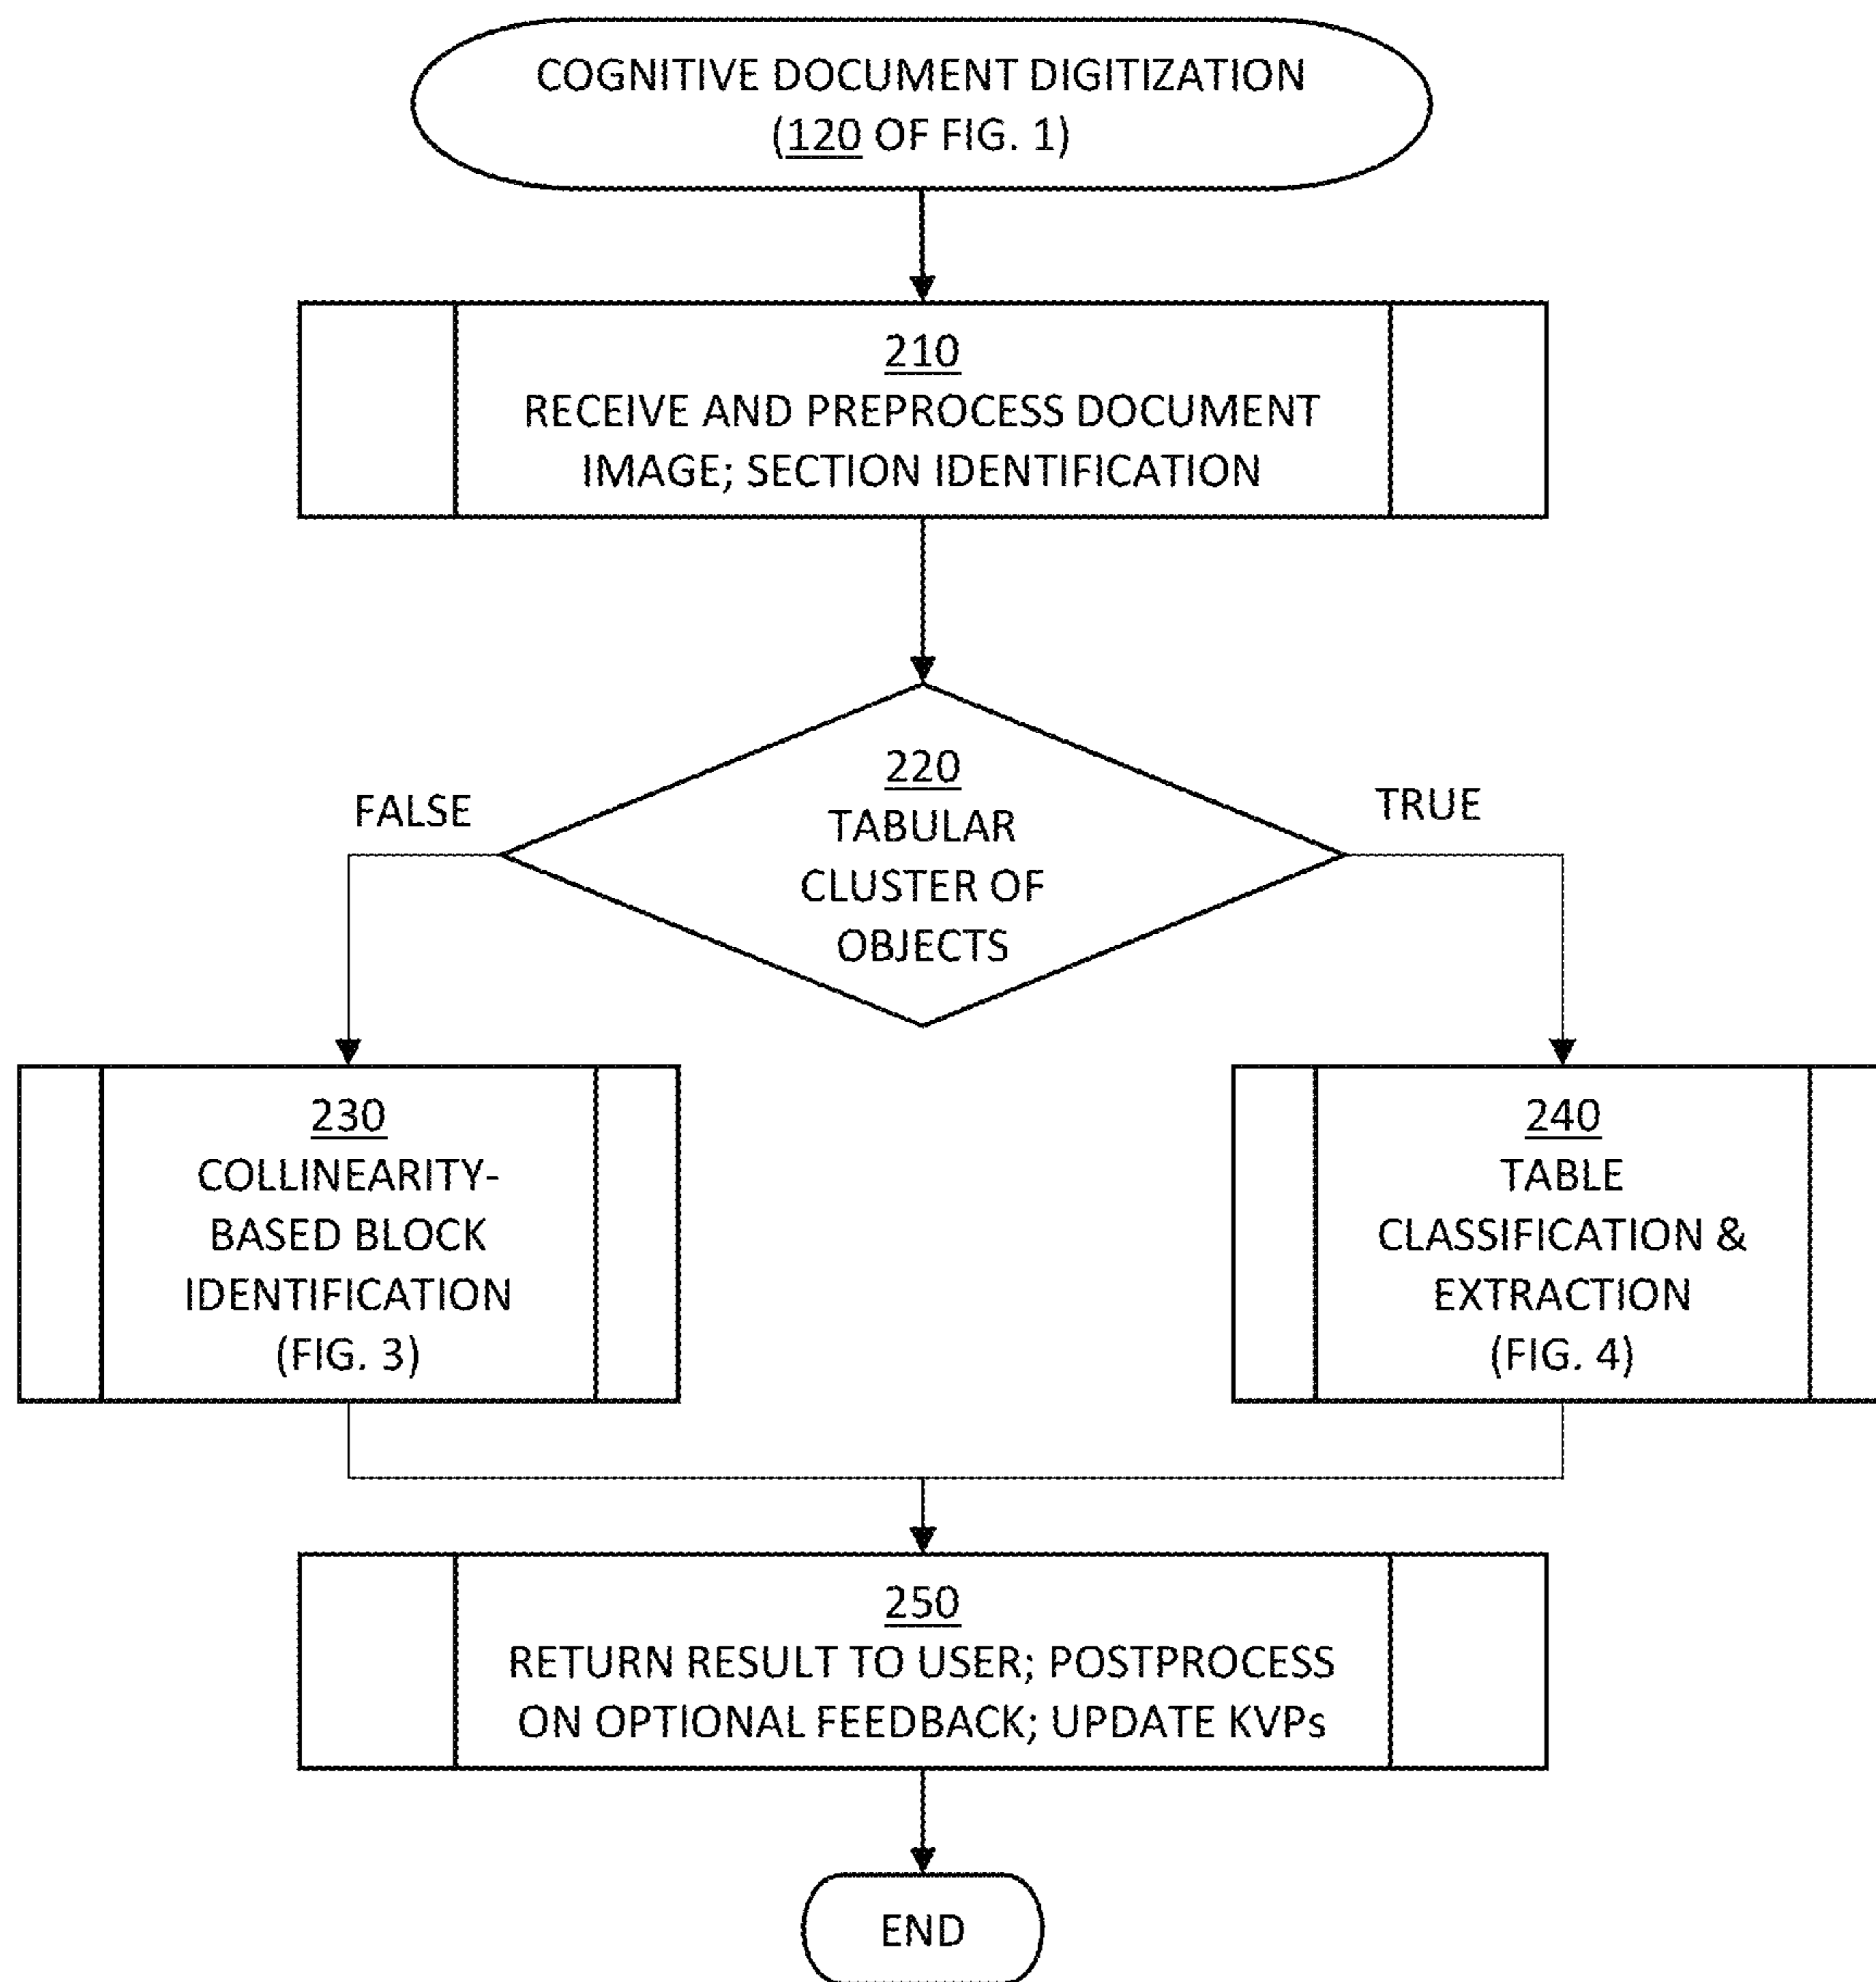 COGNITIVE DOCUMENT DIGITIZATION
(120 OF FIG. 1)
210
RECEIVE AND PREPROCESS DOCUMENT
IMAGE; SECTION IDENTIFICATION
220
TABULAR
CLUSTER OF
OBJECTS
FALSE
TRUE
230
COLLINEARITY-
BASED BLOCK
IDENTIFICATION
(FIG. 3)
240
TABLE
CLASSIFICATION &
EXTRACTION
(FIG. 4)
250
RETURN RESULT TO USER; POSTPROCESS
ON OPTIONAL FEEDBACK; UPDATE KVPs
END